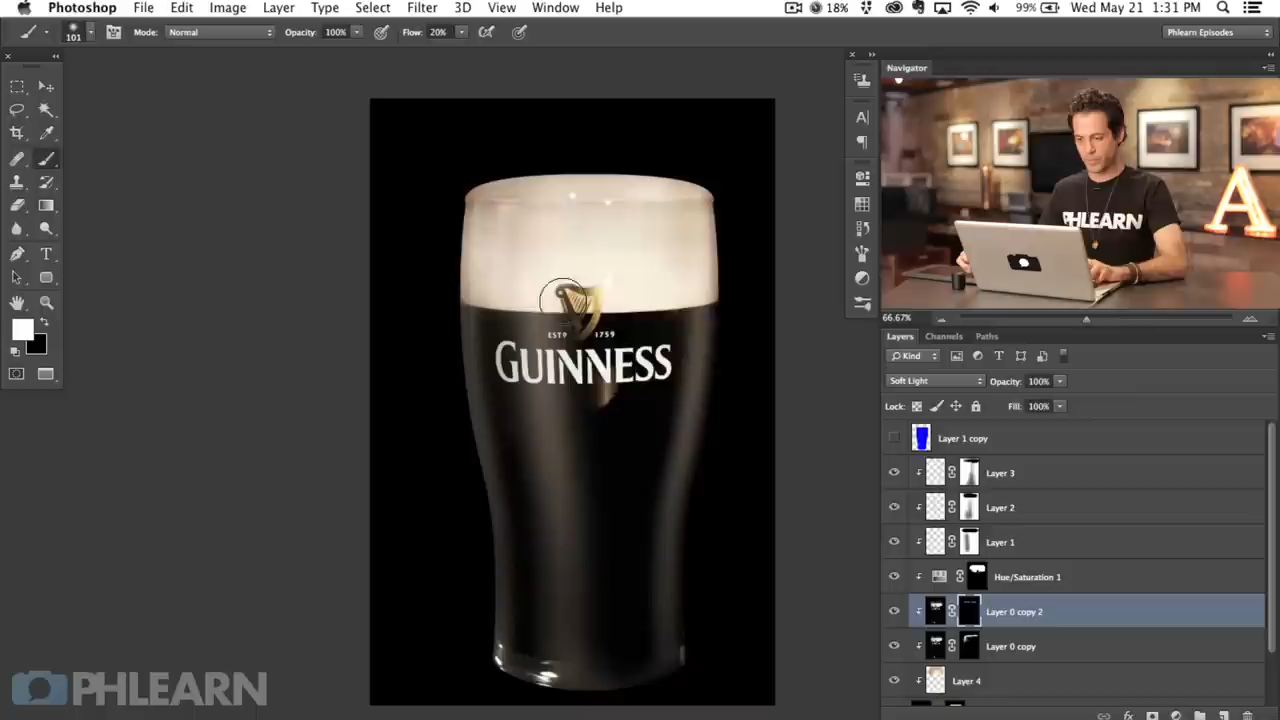 Photoshop File Edit Image Layer Type Select Filter 3D View Window Help 18% 99% Wed May 21 1:31 PM
101 Mode: Normal Opacity: 100% Flow: 20% Phlearn Episodes
Navigator
PHLEARN
A
66.67%
Layers Channels Paths
Kind
Soft Light Opacity: 100%
Lock: Fill: 100%
Layer 1 copy
Layer 3
Layer 2
Layer 1
Hue/Saturation 1
Layer 0 copy 2
Layer 0 copy
Layer 4
ESTD 1759
GUINNESS
PHLEARN